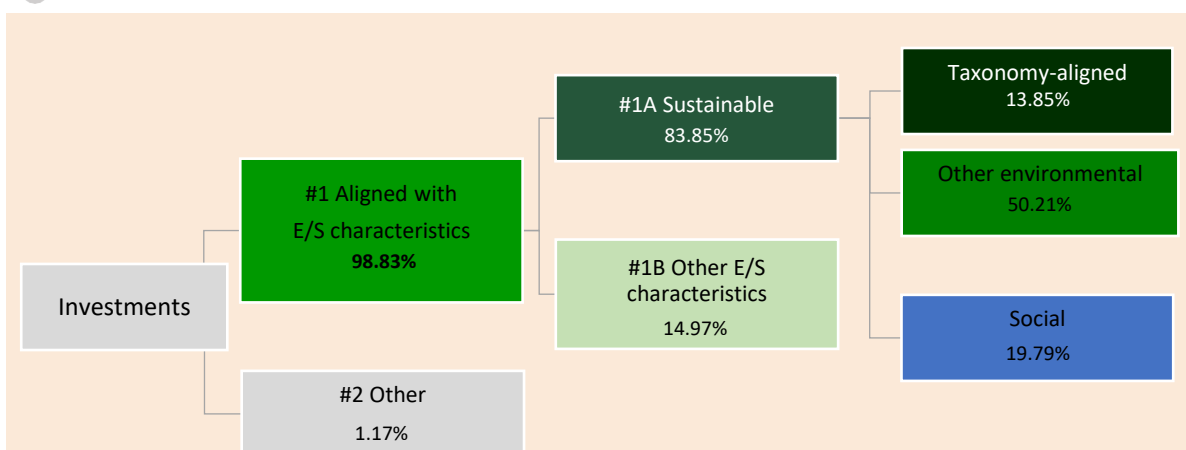 Investments
#1 Aligned with
E/S characteristics
98.83%
#2 Other
1.17%
#1A Sustainable
83.85%
#1B Other E/S
characteristics
14.97%
Taxonomy-aligned
13.85%
Other environmental
50.21%
Social
19.79%